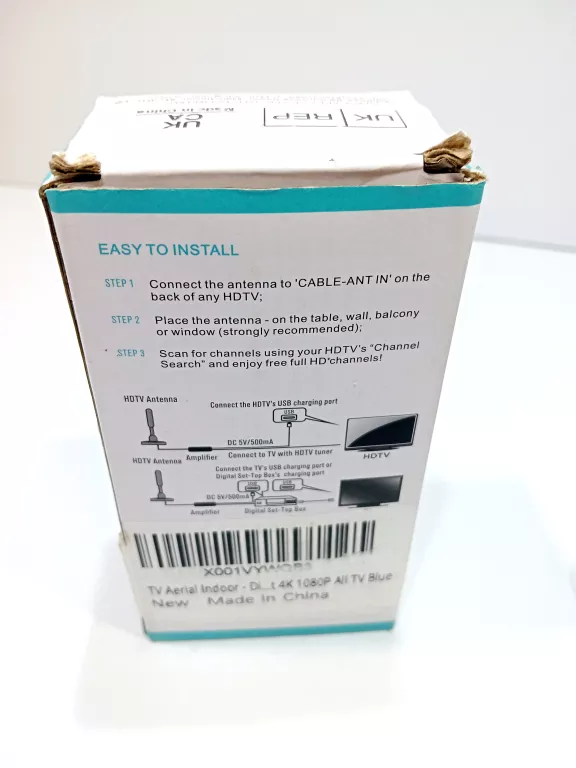 UK REP
UK
CA
Made in China
EASY TO INSTALL
STEP 1 Connect the antenna to 'CABLE-ANT IN' on the
back of any HDTV;
STEP 2 Place the antenna - on the table, wall, balcony
or window (strongly recommended);
STEP 3 Scan for channels using your HDTV's "Channel
Search" and enjoy free full HD channels!
HDTV Antenna
Connect the HDTV's USB charging port
USB
DC 5V/500mA
Amplifier
Connect to TV with HDTV tuner
HDTV
HDTV Antenna
Connect the TV's USB charging port or
Digital Set-Top Box's charging port
USB
USB
DC 5V/500mA
Amplifier
Digital Set-Top Box
TV Aerial Indoor - Di...t 4K 1080P All TV Blue
New Made In China